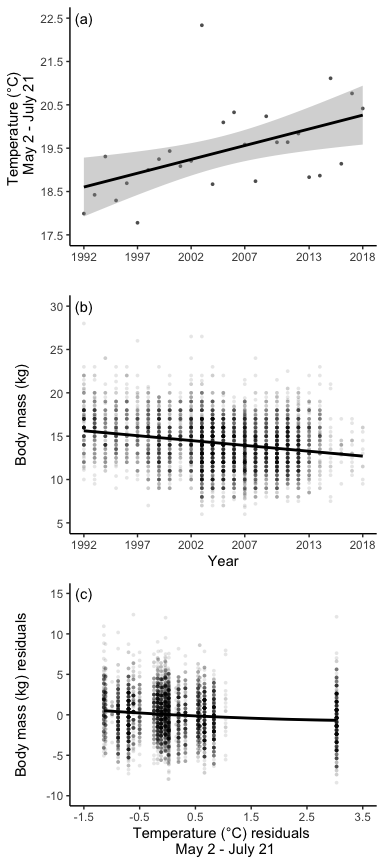 (a)
22.5
21.5
20.5
19.5
18.5
17.5
Temperature (°C)
May 2 - July 21
1992 1997 2002 2007 2013 2018
(b)
30
25
20
15
10
5
Body mass (kg)
1992 1997 2002 2007 2013 2018
Year
(c)
15
10
5
0
-5
-10
Body mass (kg) residuals
-1.5 -0.5 0.5 1.5 2.5 3.5
Temperature (°C) residuals
May 2 - July 21